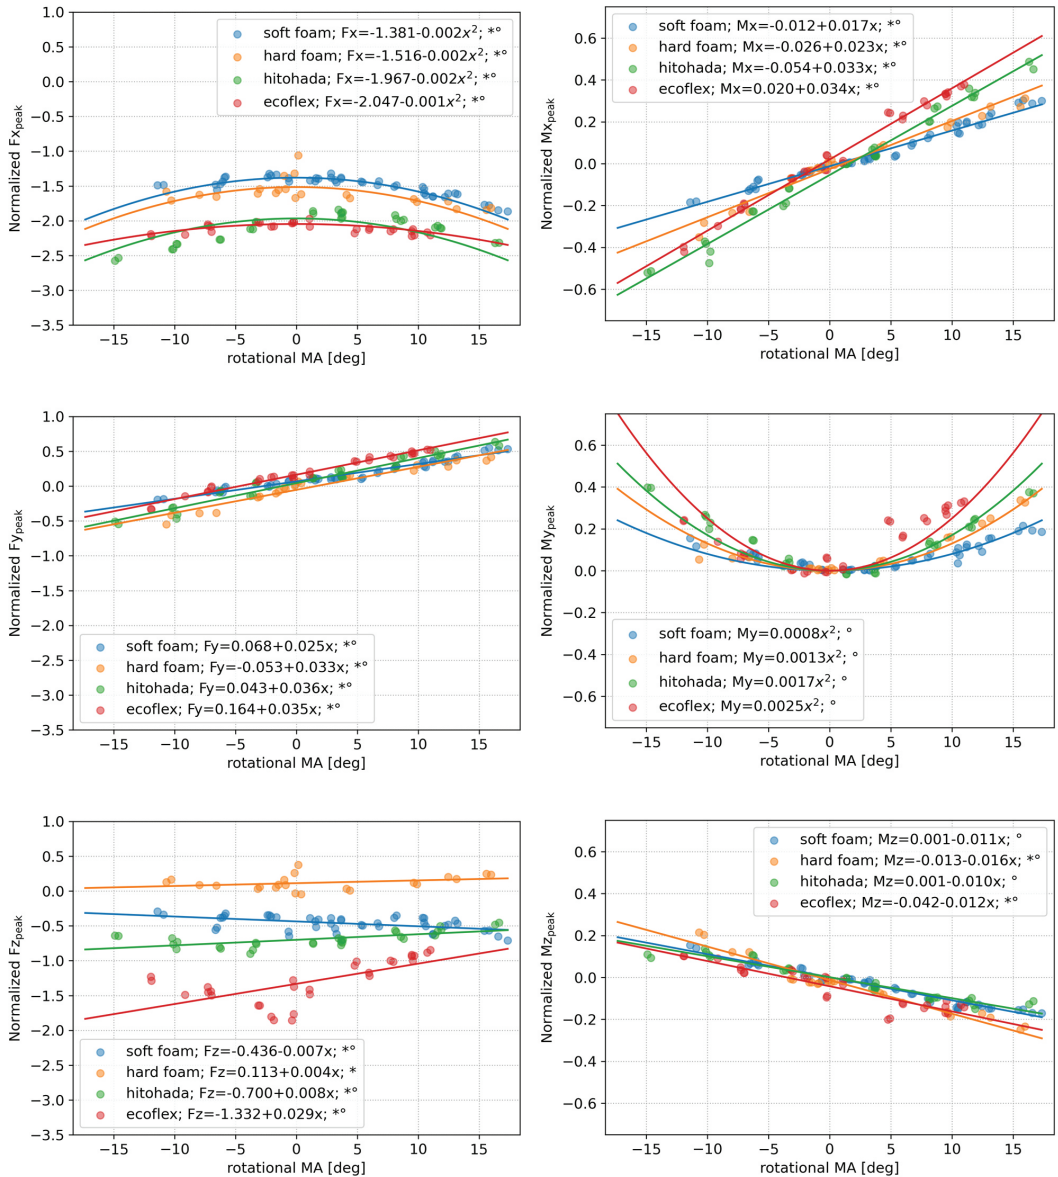 1.0
0.5
0.0
−0.5
−1.0
−1.5
−2.0
−2.5
−3.0
−3.5
Normalized Fx_peak
soft foam; Fx=-1.381-0.002x²; *°
hard foam; Fx=-1.516-0.002x²; *°
hitohada; Fx=-1.967-0.002x²; *°
ecoflex; Fx=-2.047-0.001x²; *°
−15 −10 −5 0 5 10 15
rotational MA [deg]
0.6
0.4
0.2
0.0
−0.2
−0.4
−0.6
Normalized Mx_peak
soft foam; Mx=-0.012+0.017x; *°
hard foam; Mx=-0.026+0.023x; *°
hitohada; Mx=-0.054+0.033x; *°
ecoflex; Mx=0.020+0.034x; *°
−15 −10 −5 0 5 10 15
rotational MA [deg]
1.0
0.5
0.0
−0.5
−1.0
−1.5
−2.0
−2.5
−3.0
−3.5
Normalized Fy_peak
soft foam; Fy=0.068+0.025x; *°
hard foam; Fy=-0.053+0.033x; *°
hitohada; Fy=0.043+0.036x; *°
ecoflex; Fy=0.164+0.035x; *°
−15 −10 −5 0 5 10 15
rotational MA [deg]
0.6
0.4
0.2
0.0
−0.2
−0.4
−0.6
Normalized My_peak
soft foam; My=0.0008x²; °
hard foam; My=0.0013x²; °
hitohada; My=0.0017x²; °
ecoflex; My=0.0025x²; °
−15 −10 −5 0 5 10 15
rotational MA [deg]
1.0
0.5
0.0
−0.5
−1.0
−1.5
−2.0
−2.5
−3.0
−3.5
Normalized Fz_peak
soft foam; Fz=-0.436-0.007x; *°
hard foam; Fz=0.113+0.004x; *
hitohada; Fz=-0.700+0.008x; *°
ecoflex; Fz=-1.332+0.029x; *°
−15 −10 −5 0 5 10 15
rotational MA [deg]
0.6
0.4
0.2
0.0
−0.2
−0.4
−0.6
Normalized Mz_peak
soft foam; Mz=0.001-0.011x; °
hard foam; Mz=-0.013-0.016x; *°
hitohada; Mz=0.001-0.010x; °
ecoflex; Mz=-0.042-0.012x; *°
−15 −10 −5 0 5 10 15
rotational MA [deg]